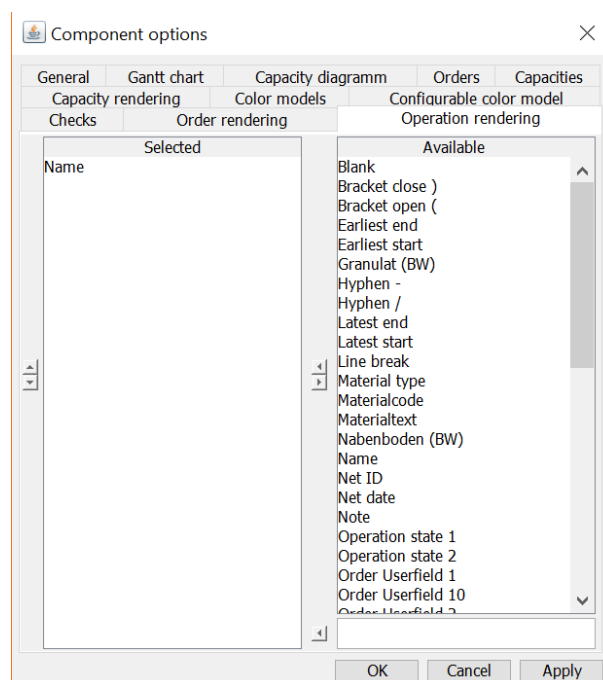 Component options
General Gantt chart Capacity diagramm Orders Capacities
Capacity rendering Color models Configurable color model
Checks Order rendering Operation rendering
Selected
Name
Available
Blank
Bracket close )
Bracket open (
Earliest end
Earliest start
Granulat (BW)
Hyphen -
Hyphen /
Latest end
Latest start
Line break
Material type
Materialcode
Materialtext
Nabenboden (BW)
Name
Net ID
Net date
Note
Operation state 1
Operation state 2
Order Userfield 1
Order Userfield 10
Order Userfield 2
OK Cancel Apply